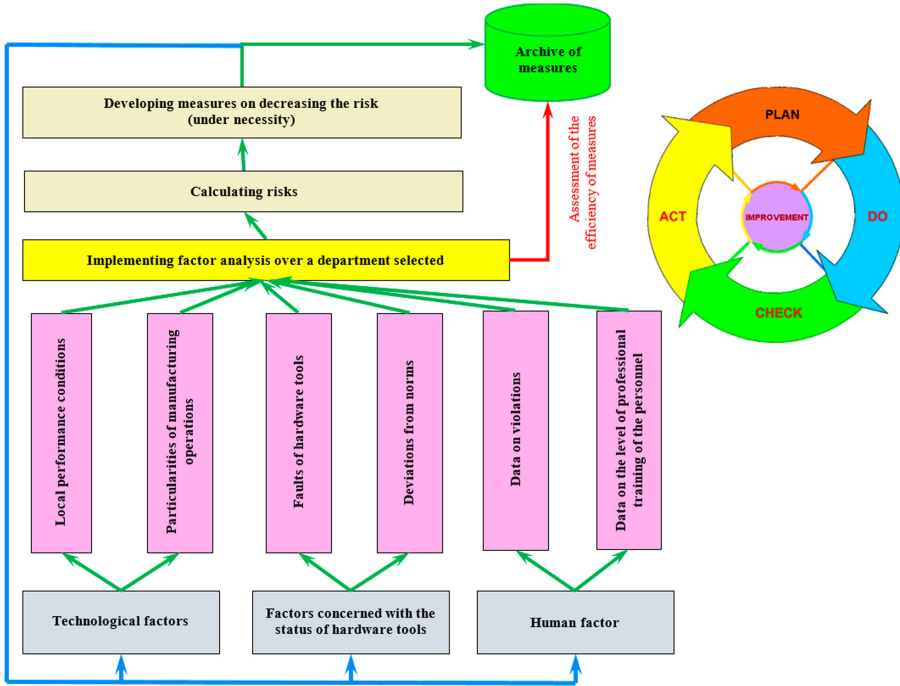 Archive of
measures
Developing measures on decreasing the risk
(under necessity)
Assessment of the
efficiency of measures
Calculating risks
Implementing factor analysis over a department selected
PLAN
ACT
IMPROVEMENT
DO
CHECK
Local performance conditions
Particularities of manufacturing
operations
Faults of hardware tools
Deviations from norms
Data on violations
Data on the level of professional
training of the personnel
Technological factors
Factors concerned with the
status of hardware tools
Human factor